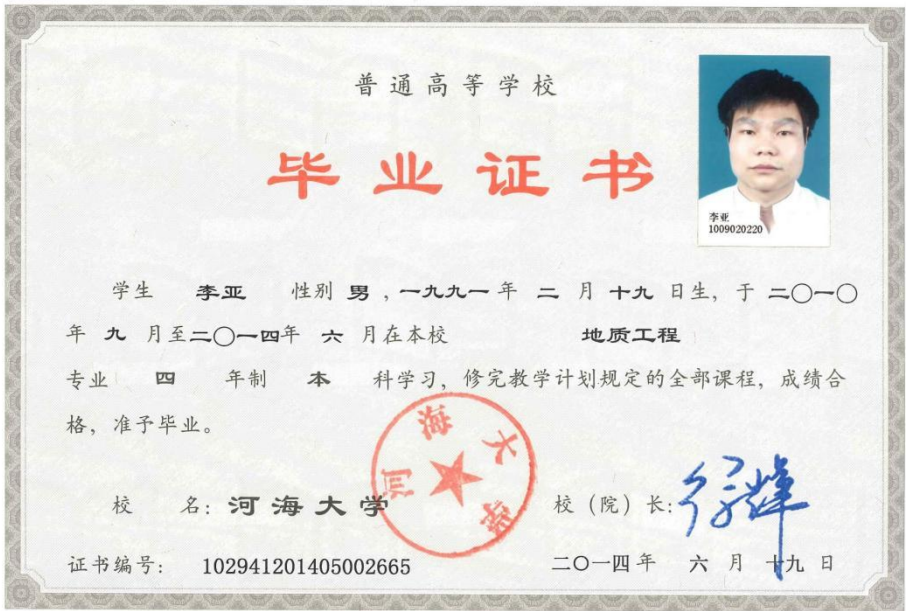 普通高等学校
毕业证书
李亚
1009020220
学生 李亚 性别 男，一九九一年 二 月 十九 日生，于 二〇一〇
年 九 月至二〇一四年 六 月在本校 地质工程
专业 四 年制 本 科学习，修完教学计划规定的全部课程，成绩合
格，准予毕业。
河海大学
校 名：河海大学 校（院）长：
证书编号： 102941201405002665 二〇一四年 六 月 十九 日